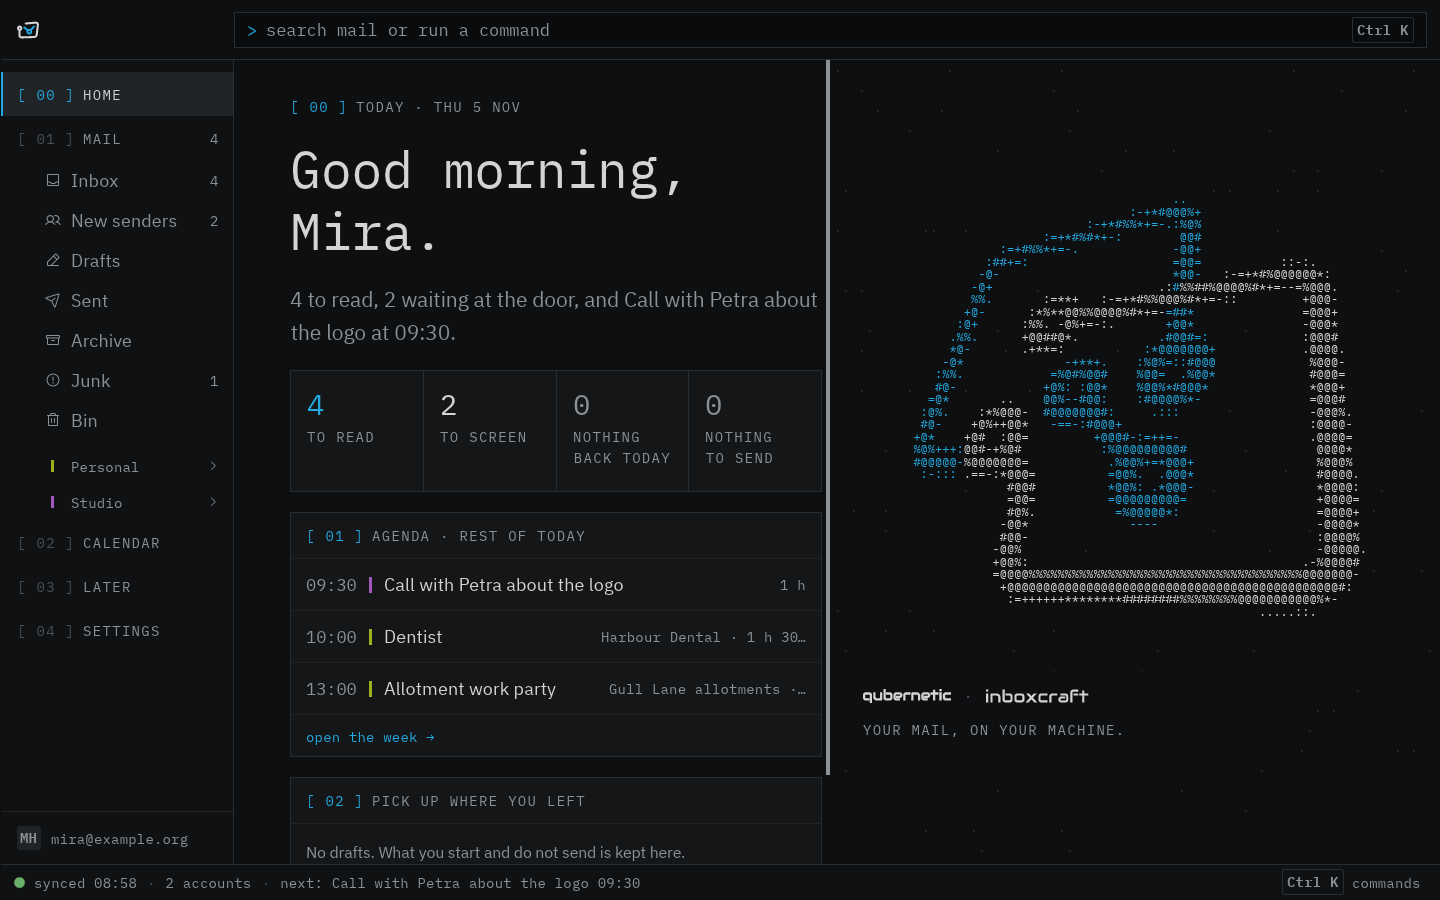 > search mail or run a command
Ctrl K
[ 00 ] HOME
[ 01 ] MAIL 4
Inbox 4
New senders 2
Drafts
Sent
Archive
Junk 1
Bin
Personal
Studio
[ 02 ] CALENDAR
[ 03 ] LATER
[ 04 ] SETTINGS
MH mira@example.org
[ 00 ] TODAY · THU 5 NOV
Good morning,
Mira.
4 to read, 2 waiting at the door, and Call with Petra about
the logo at 09:30.
4
TO READ
2
TO SCREEN
0
NOTHING
BACK TODAY
0
NOTHING
TO SEND
[ 01 ] AGENDA · REST OF TODAY
09:30 Call with Petra about the logo 1 h
10:00 Dentist Harbour Dental · 1 h 30…
13:00 Allotment work party Gull Lane allotments ·…
open the week →
[ 02 ] PICK UP WHERE YOU LEFT
No drafts. What you start and do not send is kept here.
qubernetic · inboxcraft
YOUR MAIL, ON YOUR MACHINE.
synced 08:58 · 2 accounts · next: Call with Petra about the logo 09:30
Ctrl K commands